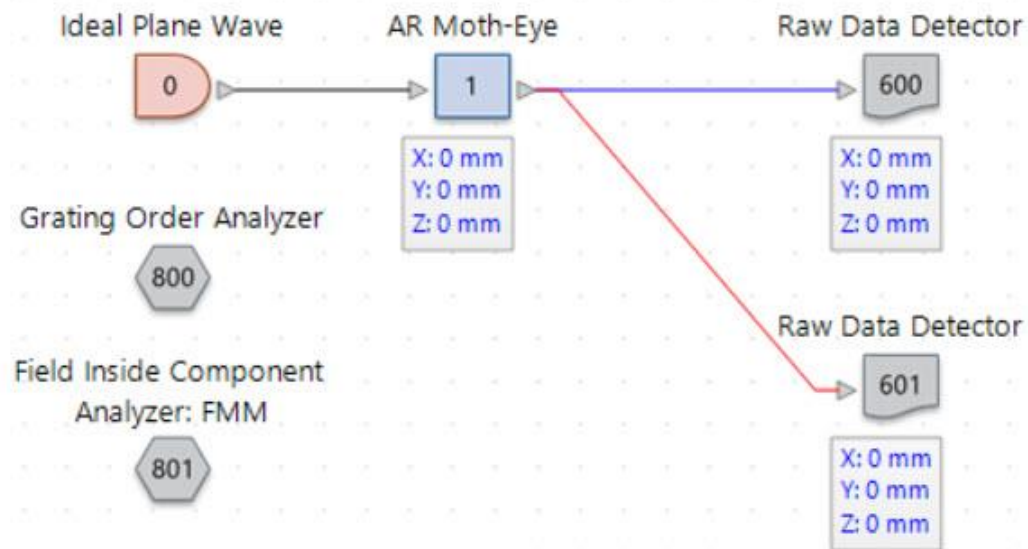 Ideal Plane Wave
AR Moth-Eye
Raw Data Detector
0
1
600
X: 0 mm
Y: 0 mm
Z: 0 mm
X: 0 mm
Y: 0 mm
Z: 0 mm
Grating Order Analyzer
800
Raw Data Detector
601
Field Inside Component
Analyzer: FMM
801
X: 0 mm
Y: 0 mm
Z: 0 mm